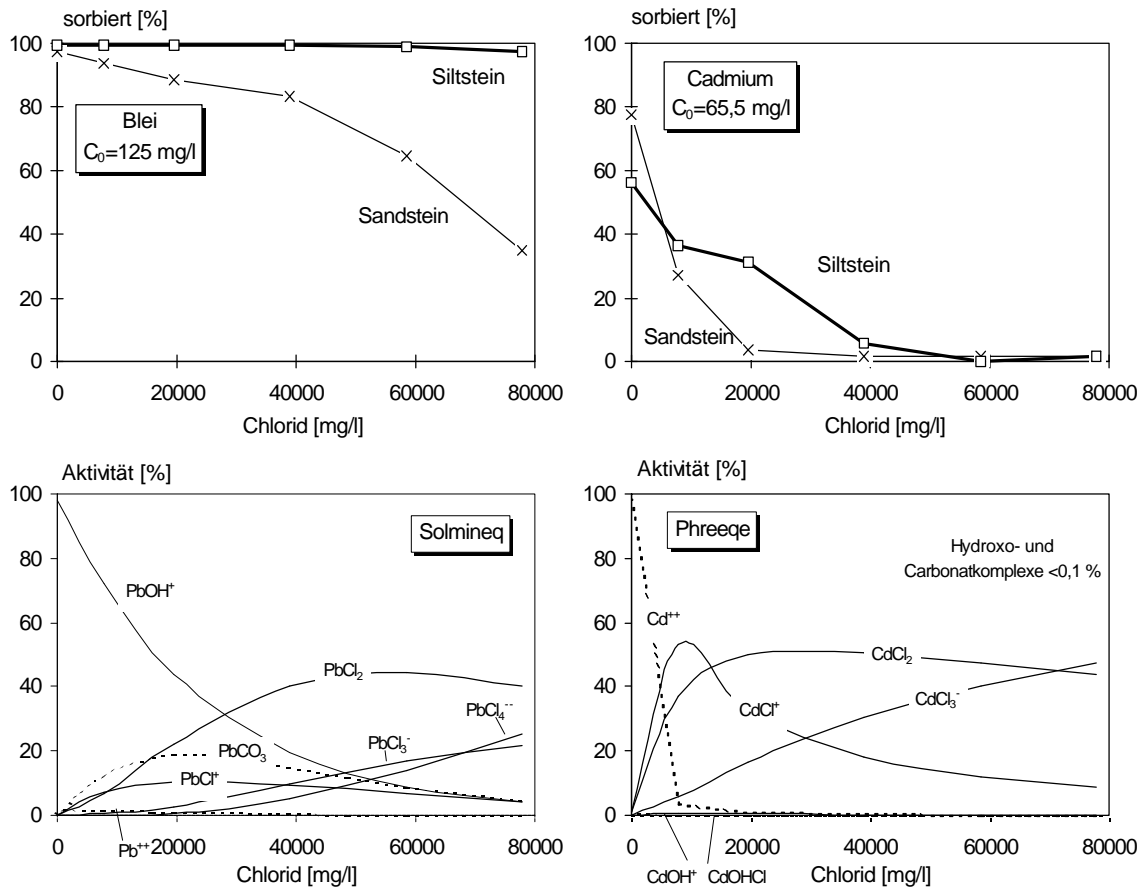 sorbiert [%]
100
80
60
40
20
0
Siltstein
Blei
C₀=125 mg/l
Sandstein
0 20000 40000 60000 80000
Chlorid [mg/l]
sorbiert [%]
100
80
60
40
20
0
Cadmium
C₀=65,5 mg/l
Siltstein
Sandstein
0 20000 40000 60000 80000
Chlorid [mg/l]
Aktivität [%]
100
80
60
40
20
0
Solmineq
PbOH⁺
PbCl₂
PbCl₄⁻⁻
PbCl₃⁻
PbCO₃
PbCl⁺
Pb⁺⁺
0 20000 40000 60000 80000
Chlorid [mg/l]
Aktivität [%]
100
80
60
40
20
0
Phreeqe
Hydroxo- und
Carbonatkomplexe <0,1 %
Cd⁺⁺
CdCl₂
CdCl₃⁻
CdCl⁺
0 20000 40000 60000 80000
CdOH⁺ CdOHCl
Chlorid [mg/l]